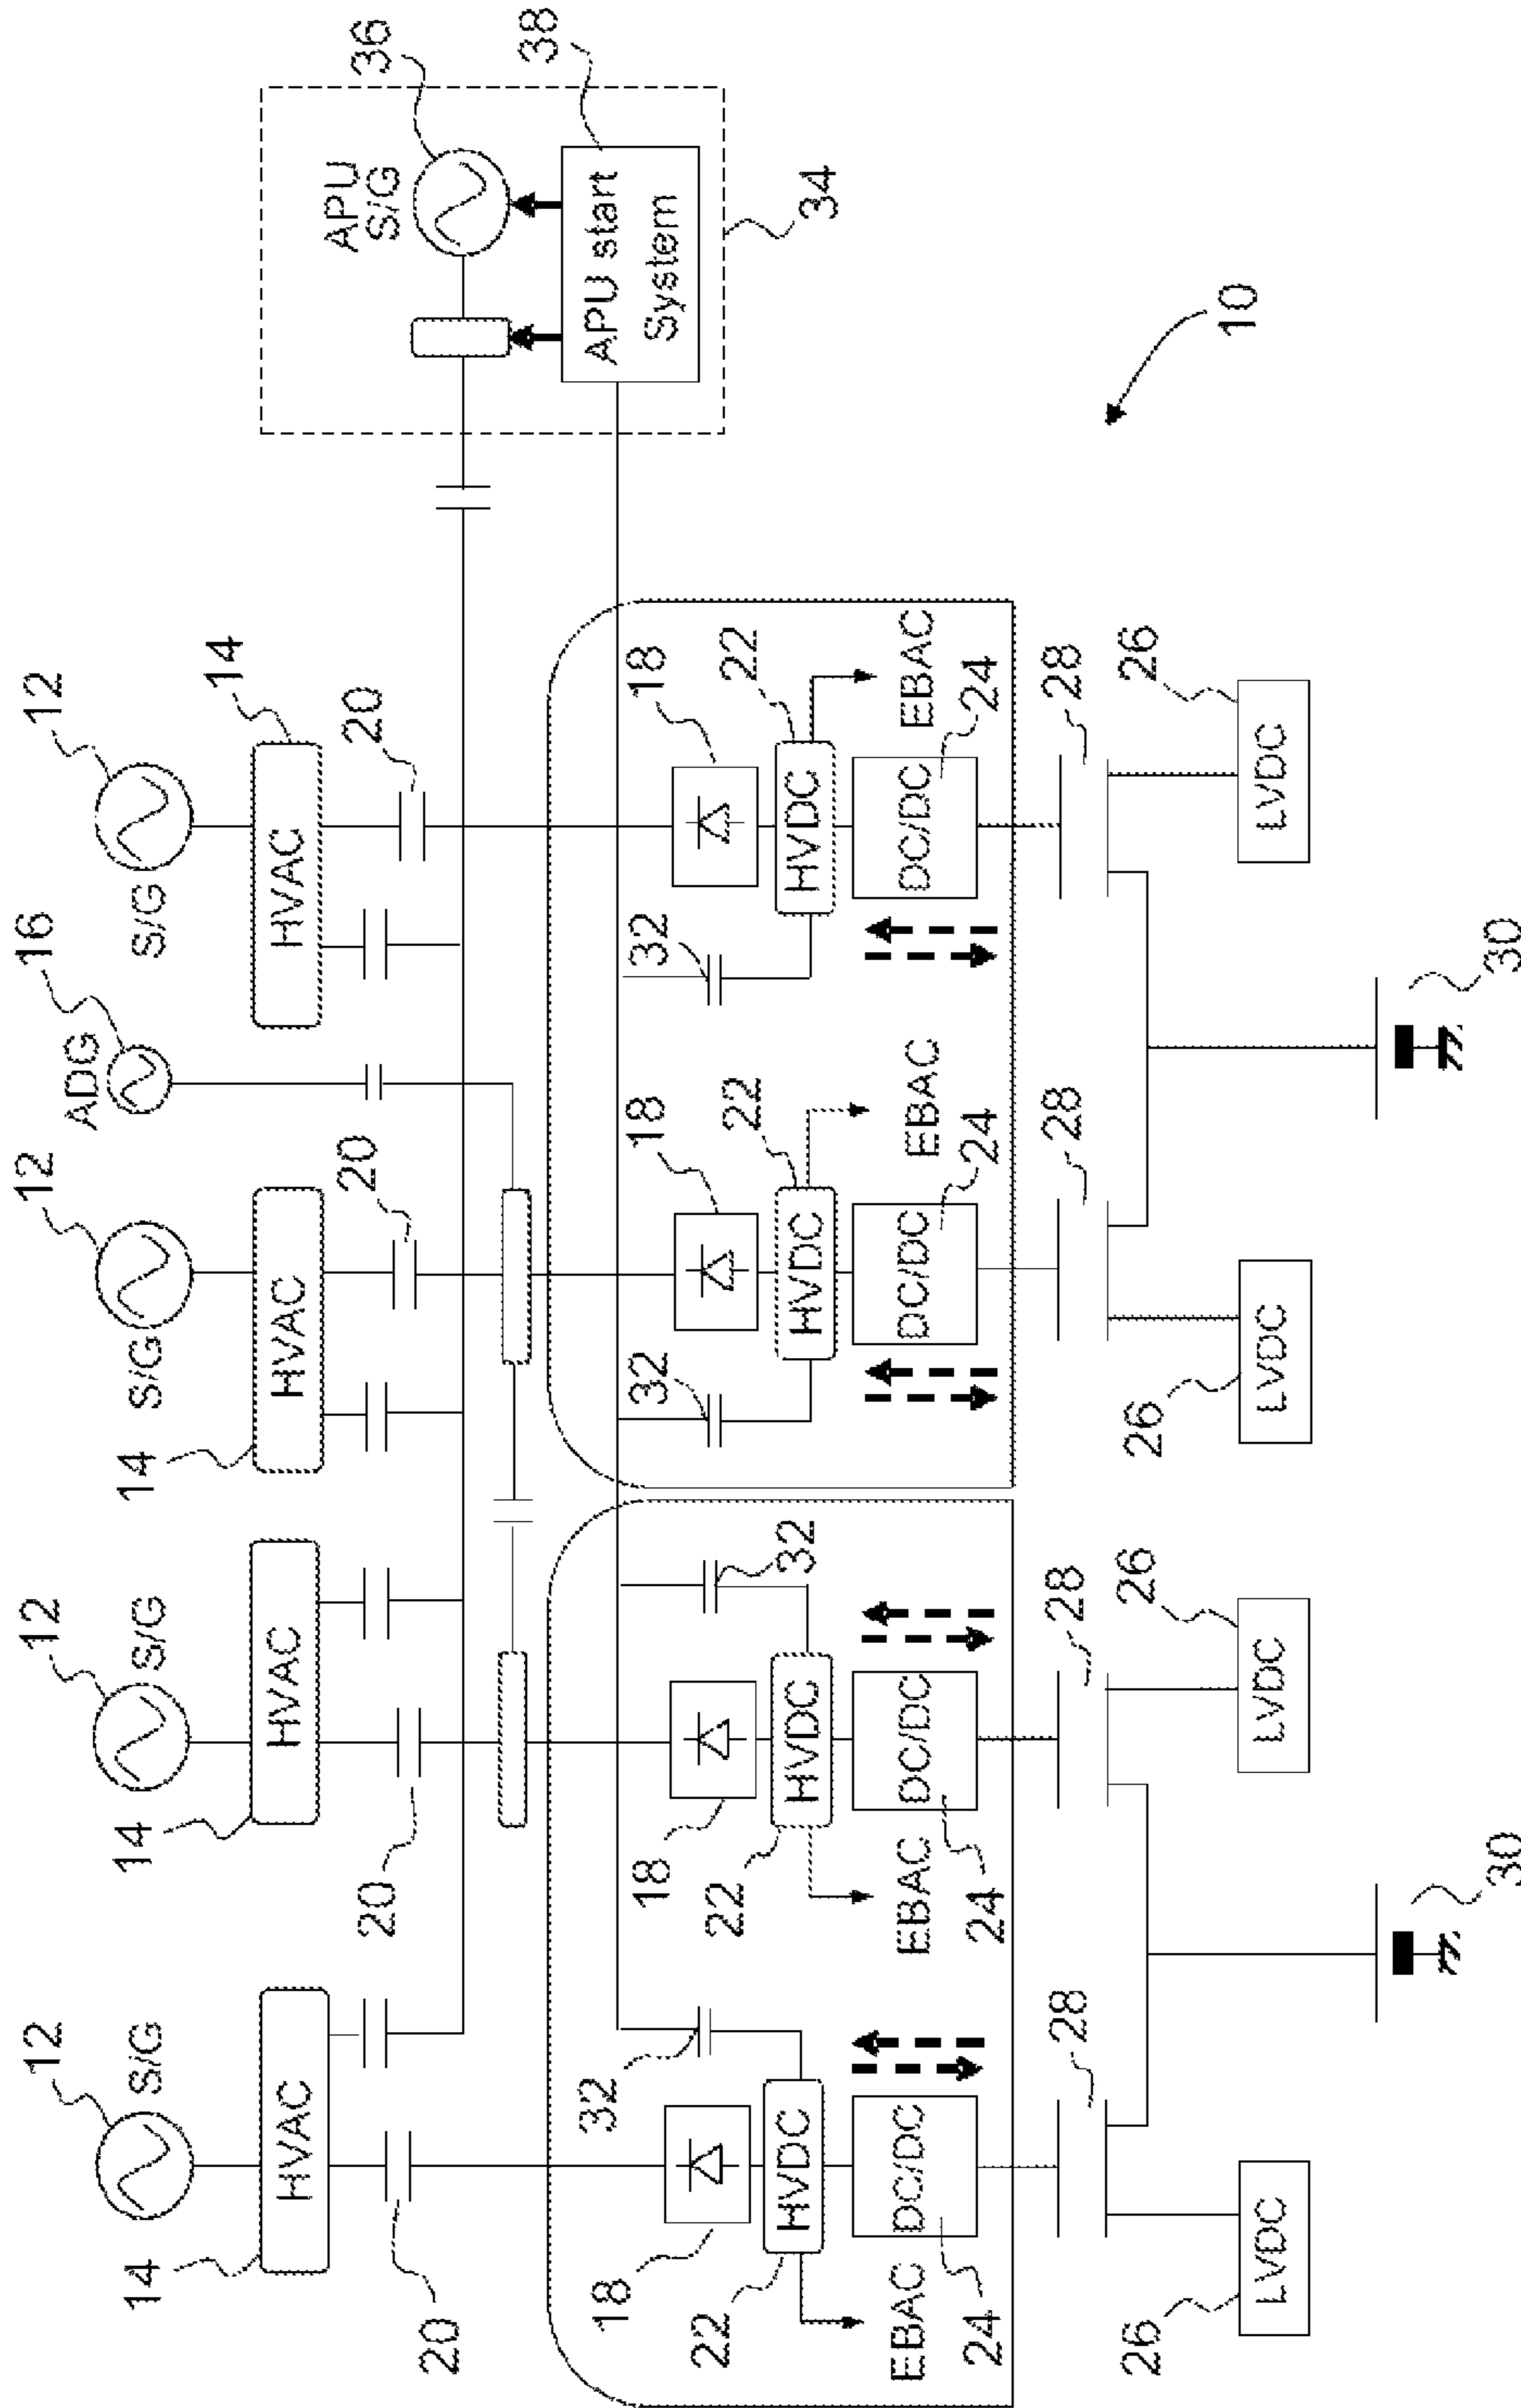 12
S/G
12
S/G
12
S/G
16
ADG
12
S/G
14
HVAC
14
HVAC
14
HVAC
14
HVAC
20
20
20
20
APU
S/G
36
APU start
System
38
34
32
32
32
32
18
18
18
18
22
HVDC
22
HVDC
22
HVDC
22
HVDC
EBAC
DC/DC
24
EBAC
DC/DC
24
EBAC
DC/DC
24
EBAC
DC/DC
24
10
28
28
28
28
26
LVDC
26
LVDC
26
LVDC
26
LVDC
30
30